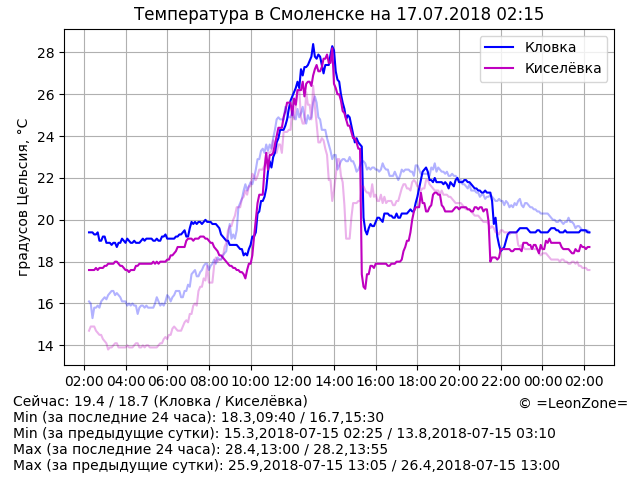 Температура в Смоленске на 17.07.2018 02:15
Кловка
Киселёвка
градусов Цельсия, °C
28
26
24
22
20
18
16
14
02:00 04:00 06:00 08:00 10:00 12:00 14:00 16:00 18:00 20:00 22:00 00:00 02:00
Сейчас: 19.4 / 18.7 (Кловка / Киселёвка)
© =LeonZone=
Min (за последние 24 часа): 18.3,09:40 / 16.7,15:30
Min (за предыдущие сутки): 15.3,2018-07-15 02:25 / 13.8,2018-07-15 03:10
Max (за последние 24 часа): 28.4,13:00 / 28.2,13:55
Max (за предыдущие сутки): 25.9,2018-07-15 13:05 / 26.4,2018-07-15 13:00